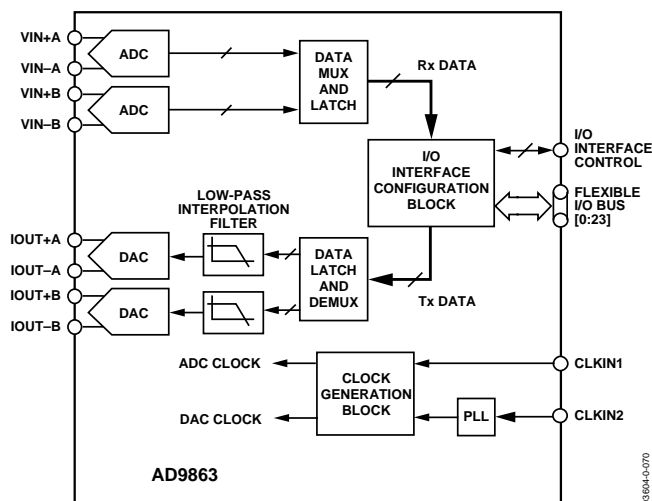 VIN+A
VIN–A
VIN+B
VIN–B
ADC
ADC
DATA
MUX
AND
LATCH
Rx DATA
I/O
INTERFACE
CONFIGURATION
BLOCK
I/O
INTERFACE
CONTROL
FLEXIBLE
I/O BUS
[0:23]
LOW-PASS
INTERPOLATION
FILTER
IOUT+A
IOUT–A
IOUT+B
IOUT–B
DAC
DAC
DATA
LATCH
AND
DEMUX
Tx DATA
ADC CLOCK
DAC CLOCK
CLOCK
GENERATION
BLOCK
PLL
CLKIN1
CLKIN2
AD9863
03604-0-070